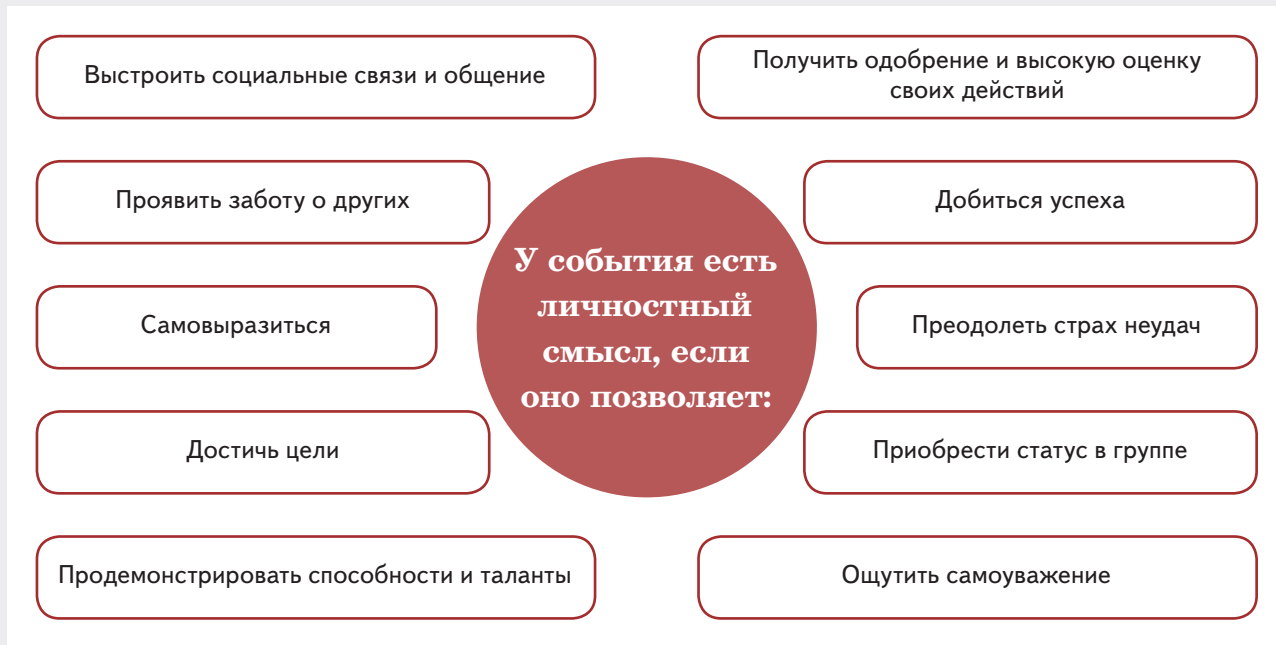 Выстроить социальные связи и общение
Получить одобрение и высокую оценку
своих действий
Проявить заботу о других
Добиться успеха
У события есть
личностный
смысл, если
оно позволяет:
Самовыразиться
Преодолеть страх неудач
Достичь цели
Приобрести статус в группе
Продемонстрировать способности и таланты
Ощутить самоуважение